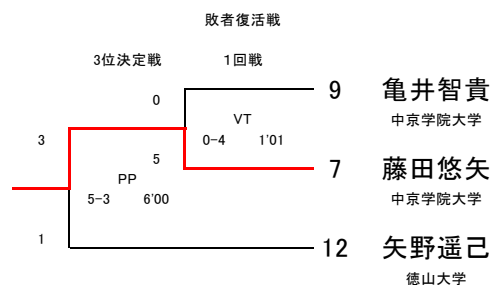 敗者復活戦
3位決定戦 1回戦
0 9 亀井智貴
中京学院大学
VT
3 0-4 1'01
5 7 藤田悠矢
PP
5-3 6'00 中京学院大学
1 12 矢野遥己
徳山大学